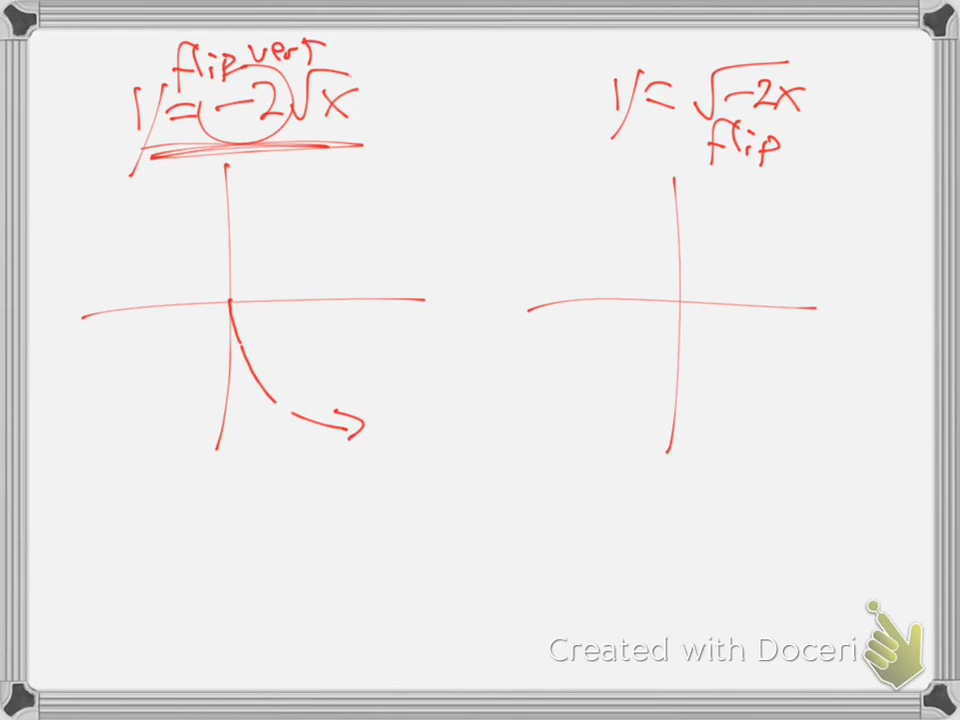 flip vert
y = -2√x
y = √-2x
flip
Created with Doceri